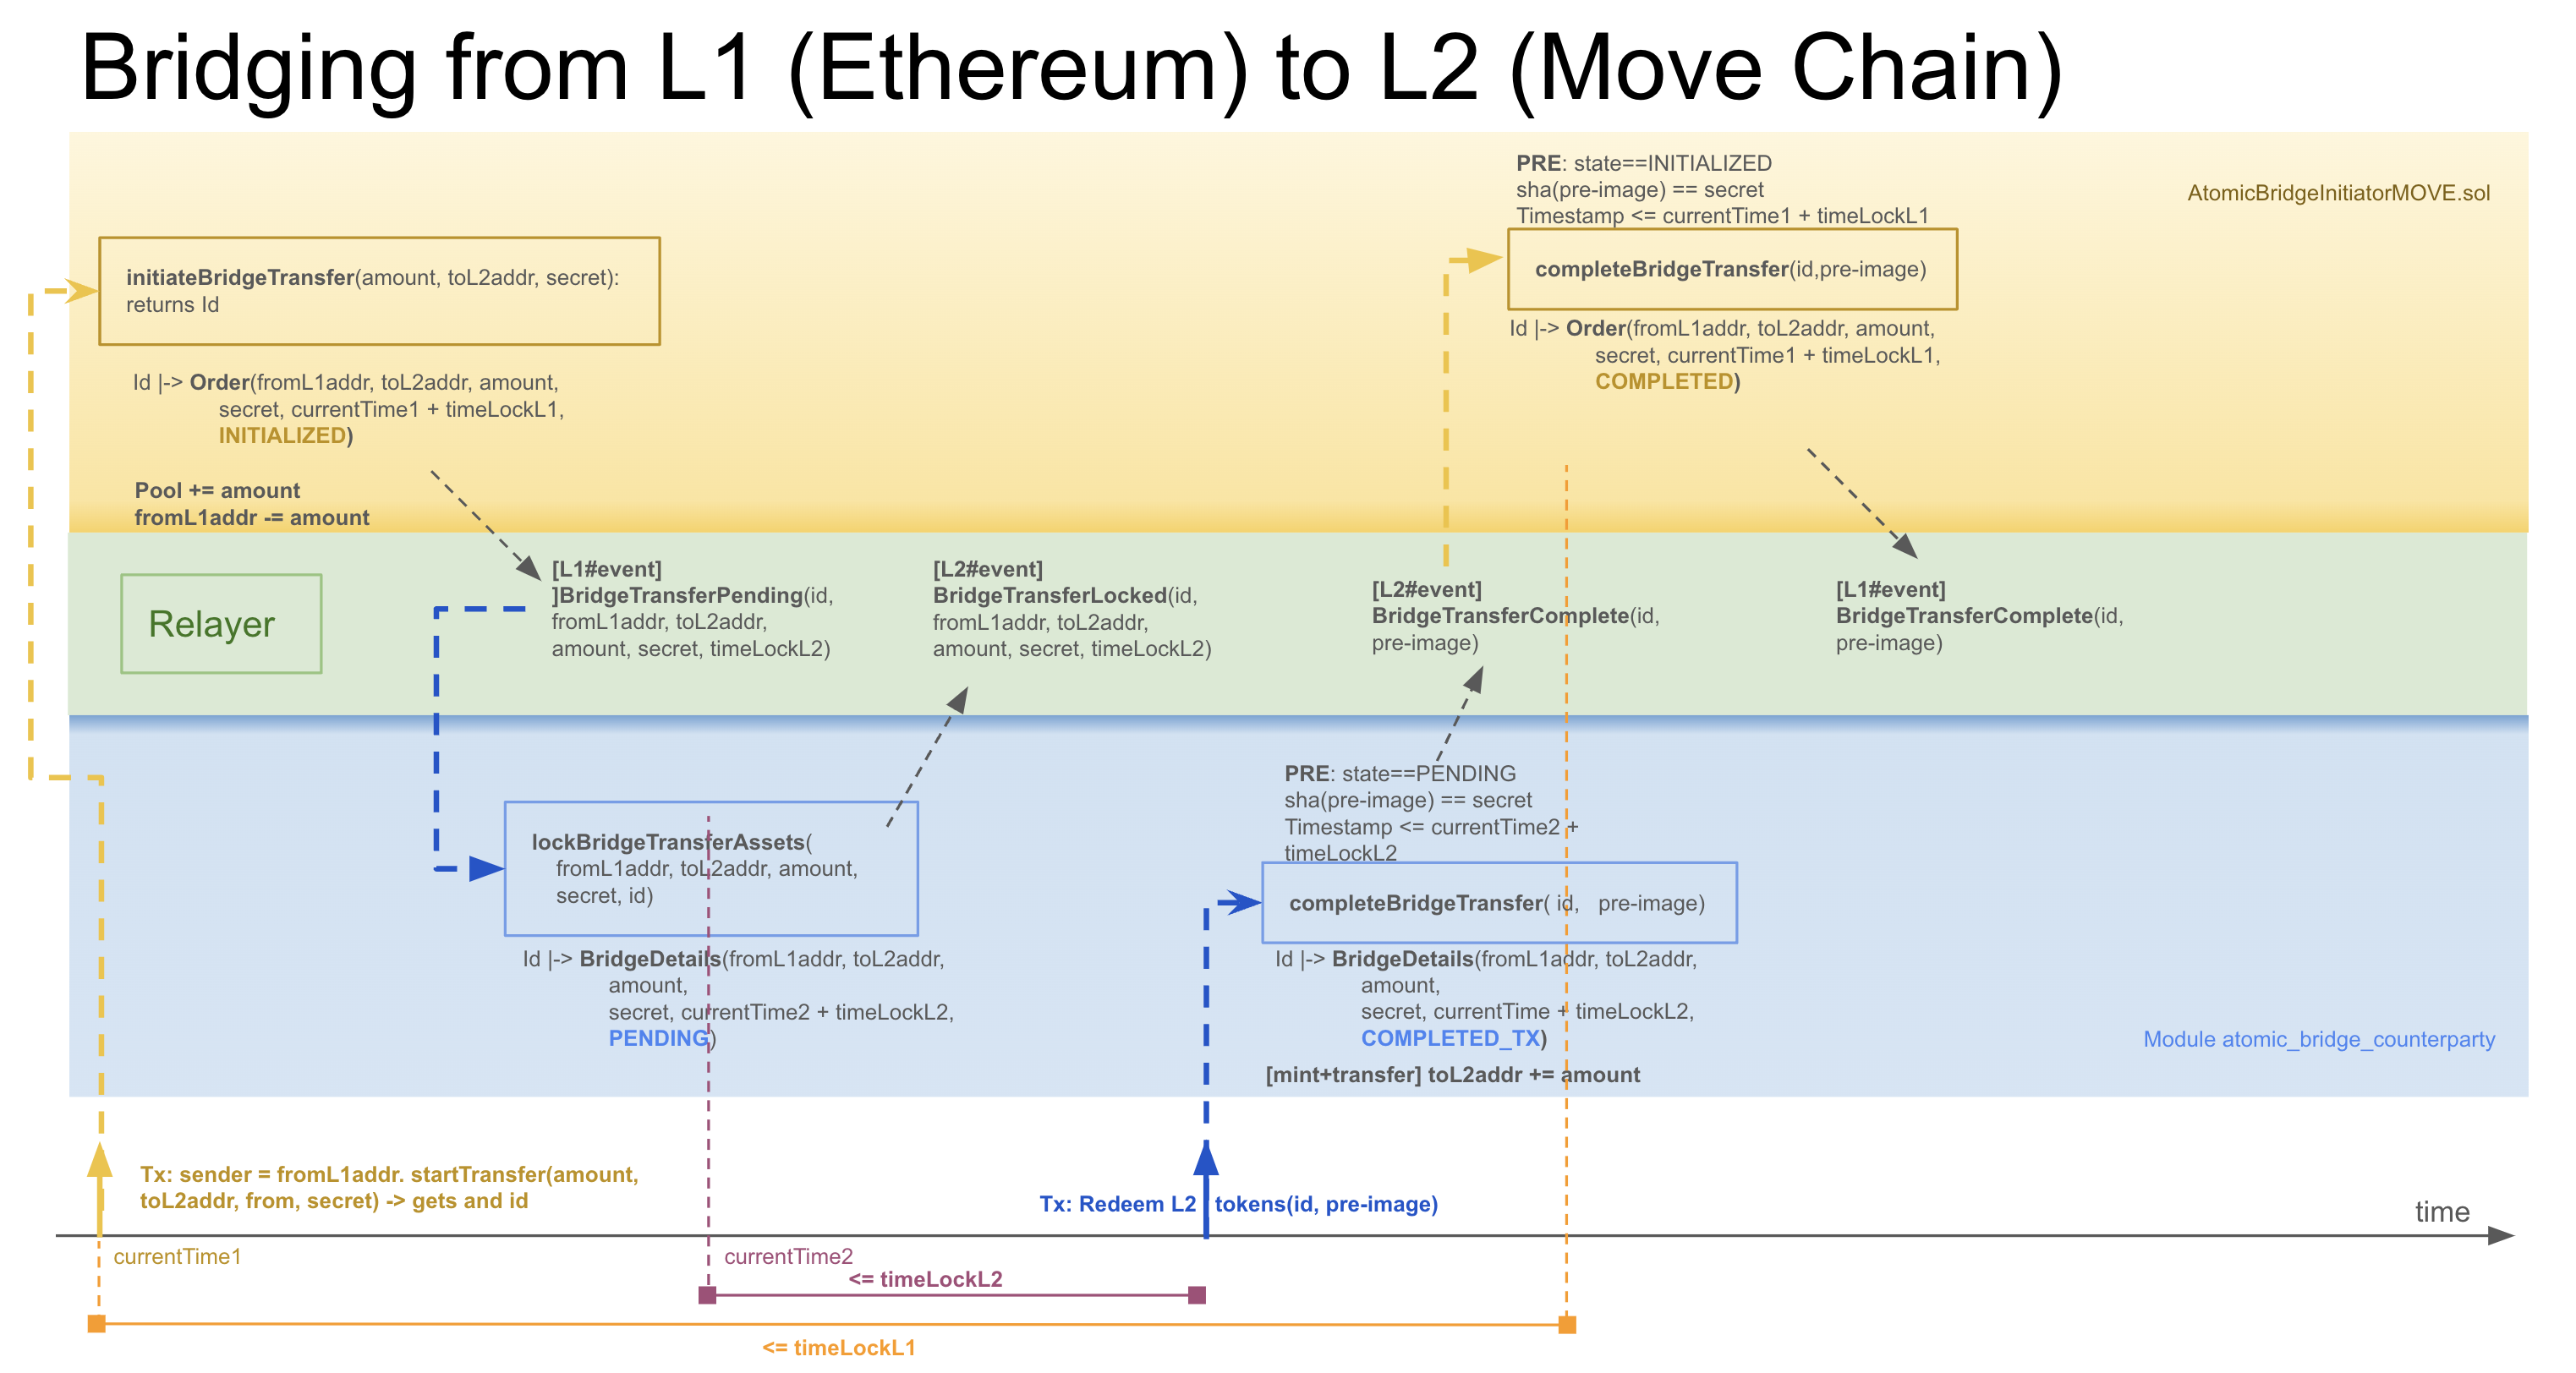 Bridging from L1 (Ethereum) to L2 (Move Chain)
PRE: state==INITIALIZED
sha(pre-image) == secret
Timestamp <= currentTime1 + timeLockL1
AtomicBridgeInitiatorMOVE.sol
initiateBridgeTransfer(amount, toL2addr, secret):
returns Id
completeBridgeTransfer(id,pre-image)
Id |-> Order(fromL1addr, toL2addr, amount,
secret, currentTime1 + timeLockL1,
INITIALIZED)
Id |-> Order(fromL1addr, toL2addr, amount,
secret, currentTime1 + timeLockL1,
COMPLETED)
Pool += amount
fromL1addr -= amount
Relayer
[L1#event]
]BridgeTransferPending(id,
fromL1addr, toL2addr,
amount, secret, timeLockL2)
[L2#event]
BridgeTransferLocked(id,
fromL1addr, toL2addr,
amount, secret, timeLockL2)
[L2#event]
BridgeTransferComplete(id,
pre-image)
[L1#event]
BridgeTransferComplete(id,
pre-image)
lockBridgeTransferAssets(
fromL1addr, toL2addr, amount,
secret, id)
Id |-> BridgeDetails(fromL1addr, toL2addr,
amount,
secret, currentTime2 + timeLockL2,
PENDING)
PRE: state==PENDING
sha(pre-image) == secret
Timestamp <= currentTime2 +
timeLockL2
completeBridgeTransfer( id, pre-image)
Id |-> BridgeDetails(fromL1addr, toL2addr,
amount,
secret, currentTime + timeLockL2,
COMPLETED_TX)
[mint+transfer] toL2addr += amount
Module atomic_bridge_counterparty
Tx: sender = fromL1addr. startTransfer(amount,
toL2addr, from, secret) -> gets and id
Tx: Redeem L2 tokens(id, pre-image)
time
currentTime1
currentTime2
<= timeLockL2
<= timeLockL1